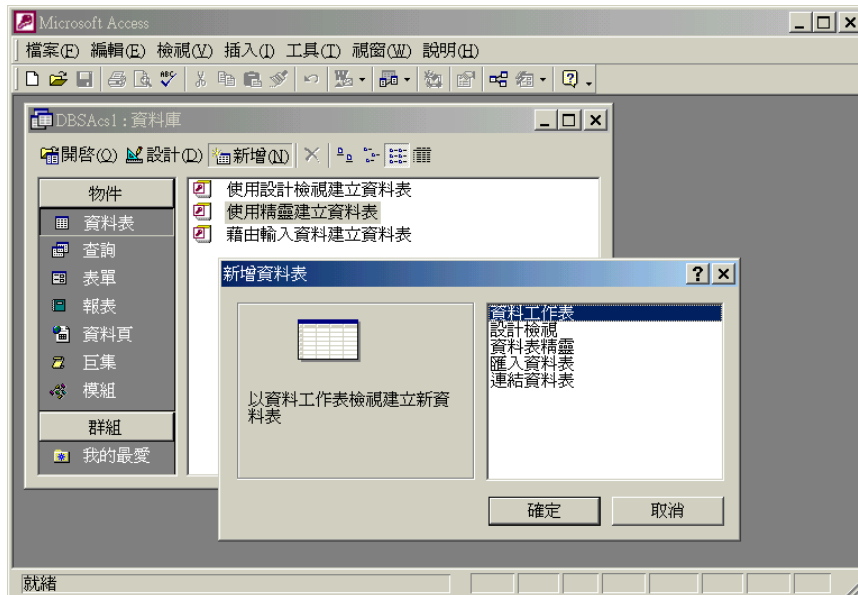 Microsoft Access
檔案(F) 編輯(E) 檢視(V) 插入(I) 工具(T) 視窗(W) 說明(H)
DBSAcs1 : 資料庫
開啓(O) 設計(D) 新增(N)
物件
資料表
查詢
表單
報表
資料頁
巨集
模組
群組
我的最愛
使用設計檢視建立資料表
使用精靈建立資料表
藉由輸入資料建立資料表
新增資料表
以資料工作表檢視建立新資
料表
資料工作表
設計檢視
資料表精靈
匯入資料表
連結資料表
確定
取消
就緒